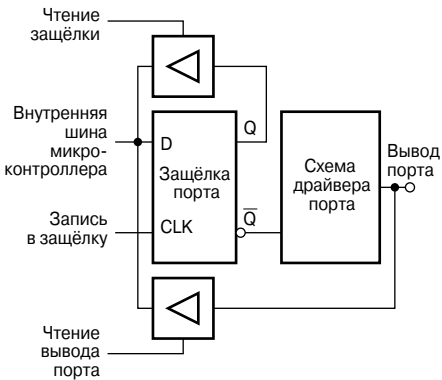 Чтение
защёлки
Внутренняя
шина
микро-
контроллера
D
Q
Защёлка
порта
Схема
драйвера
порта
Вывод
порта
Запись
в защёлку
CLK
Q̅
Чтение
вывода
порта